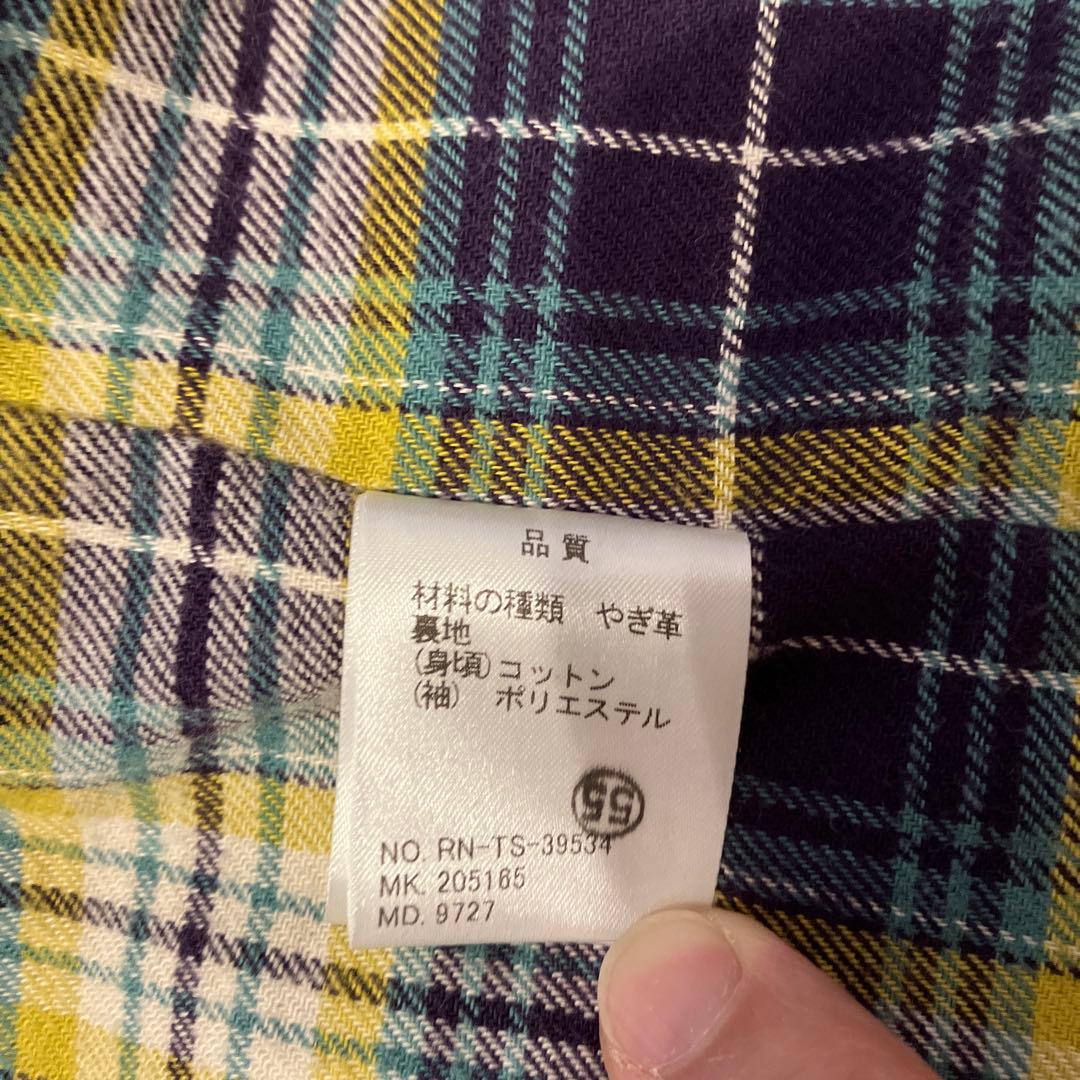 品質
材料の種類 やぎ革
裏地
(身頃)コットン
(袖) ポリエステル
55
NO. RN-TS-39534
MK. 205165
MD. 9727